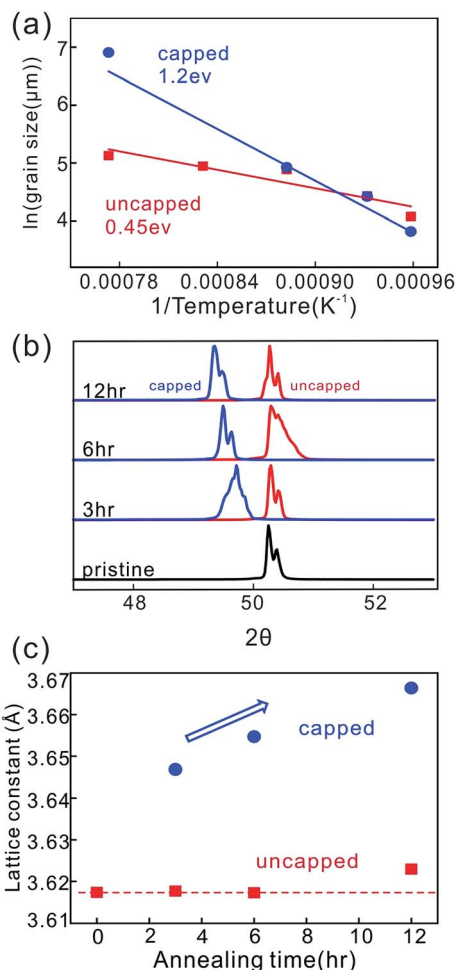 (a)
ln(grain size(μm))
7
6
5
4
capped
1.2ev
uncapped
0.45ev
0.00078 0.00084 0.00090 0.00096
1/Temperature(K⁻¹)
(b)
12hr capped uncapped
6hr
3hr
pristine
48 50 52
2θ
(c)
Lattice constant (Å)
3.67
3.66
3.65
3.64
3.63
3.62
3.61
capped
uncapped
0 2 4 6 8 10 12
Annealing time(hr)